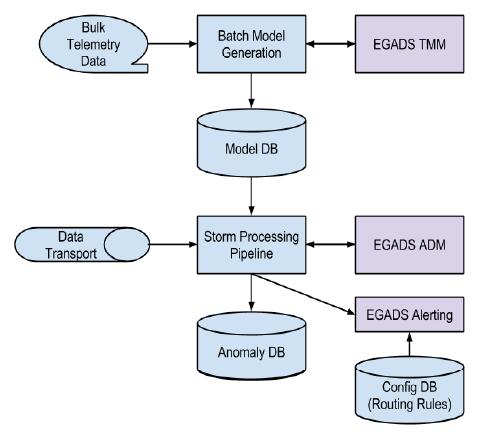 Bulk
Telemetry
Data
Batch Model
Generation
EGADS TMM
Model DB
Data
Transport
Storm Processing
Pipeline
EGADS ADM
EGADS Alerting
Anomaly DB
Config DB
(Routing Rules)